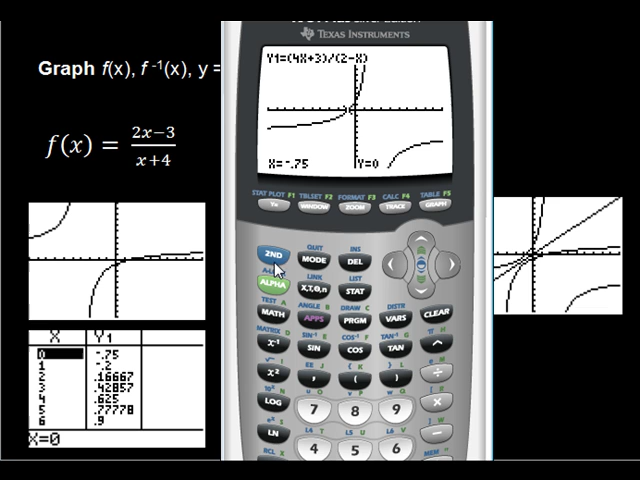 TEXAS INSTRUMENTS
Graph f(x), f⁻¹(x), y =
f(x) = 2x−3 / x+4
Y1=(4X+3)/(2-X)
X=-.75 Y=0
STAT PLOT F1 TBLSET F2 FORMAT F3 CALC F4 TABLE F5
Y= WINDOW ZOOM TRACE GRAPH
QUIT INS
2ND MODE DEL
LINK LIST
ALPHA X,T,Θ,n STAT
TEST A ANGLE B DRAW C DISTR
MATH APPS PRGM VARS CLEAR
MATRIX D SIN⁻¹ E COS⁻¹ F TAN⁻¹ G π H
x⁻¹ SIN COS TAN ^
x² , ( ) ÷
LOG 7 8 9 ×
L4 T L5 U L6 V
LN 4 5 6 −
RCL X
X Y1
0 -.75
1 -.2
2 .16667
3 .42857
4 .625
5 .77778
6 .9
X=0